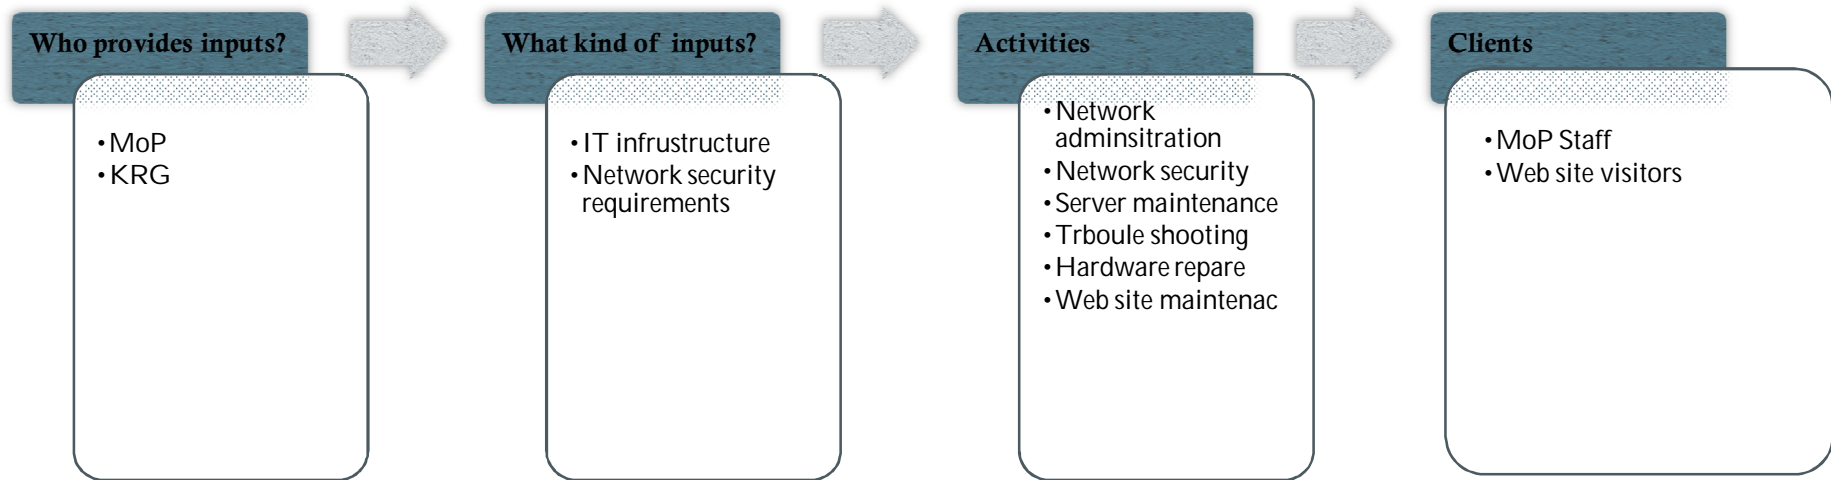 Who provides inputs?
• MoP
• KRG
What kind of inputs?
• IT infrustructure
• Network security
requirements
Activities
• Network
adminsitration
• Network security
• Server maintenance
• Trboule shooting
• Hardware repare
• Web site maintenac
Clients
• MoP Staff
• Web site visitors